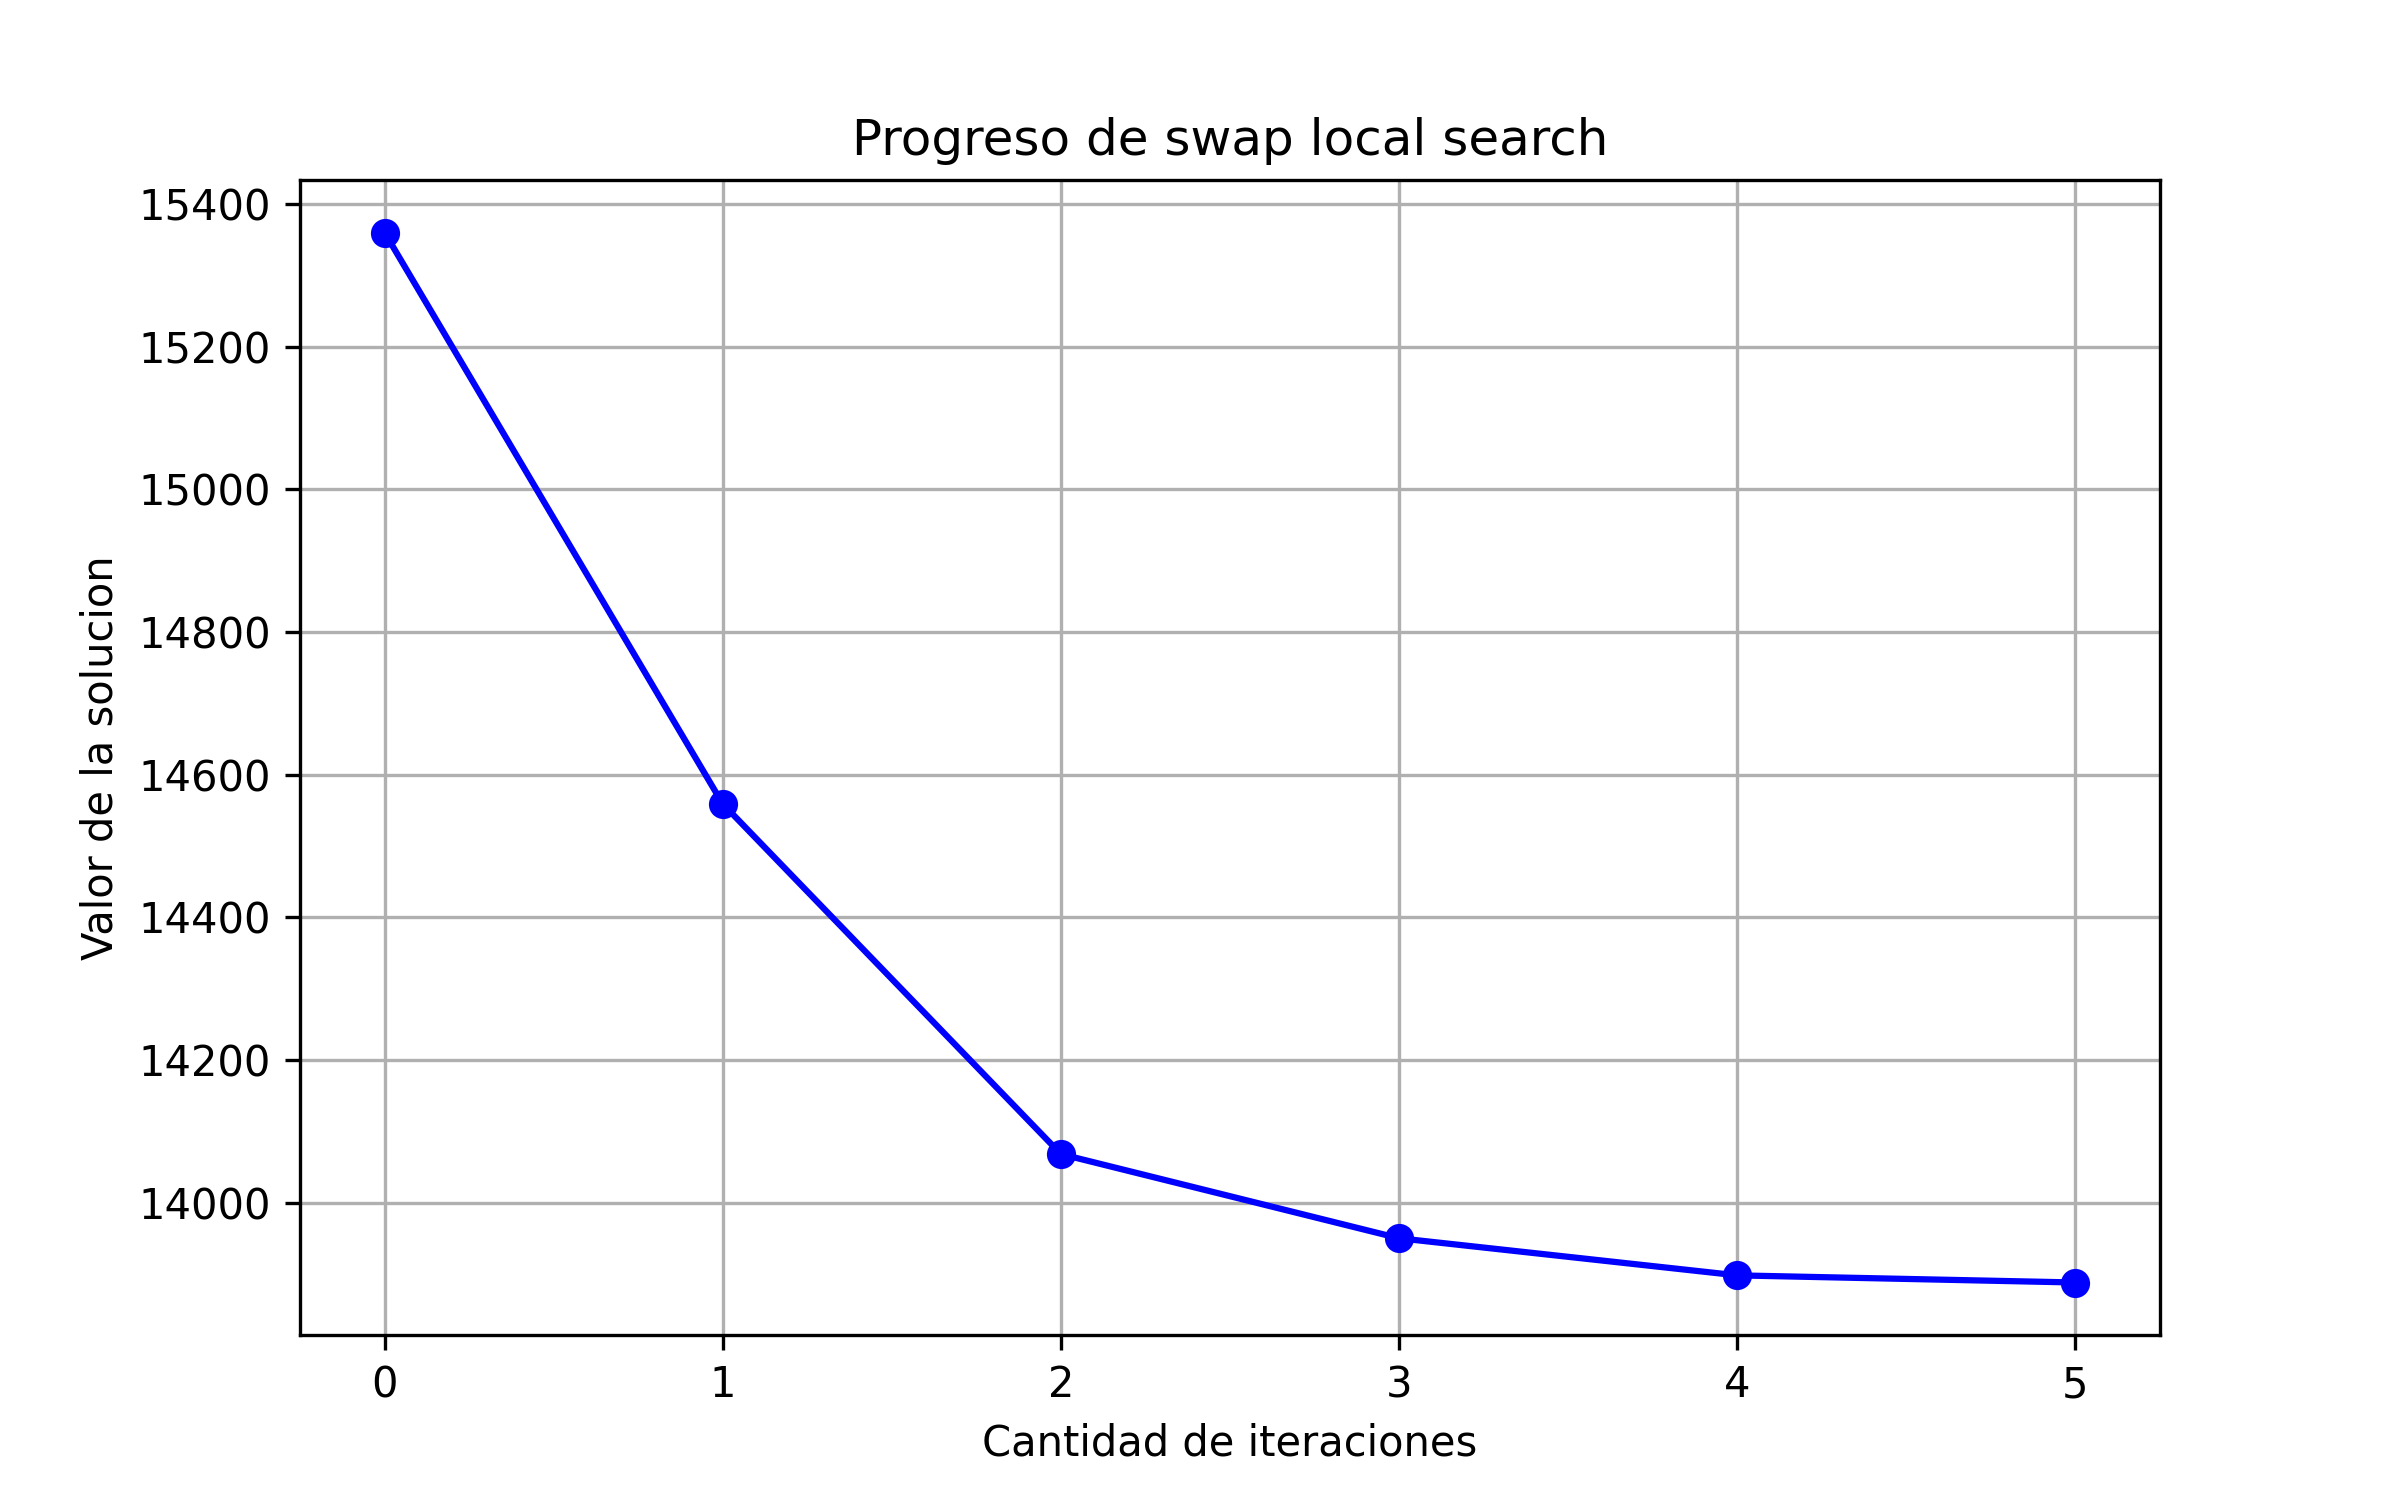 Progreso de swap local search
15400
15200
15000
14800
14600
14400
14200
14000
Valor de la solucion
0 1 2 3 4 5
Cantidad de iteraciones